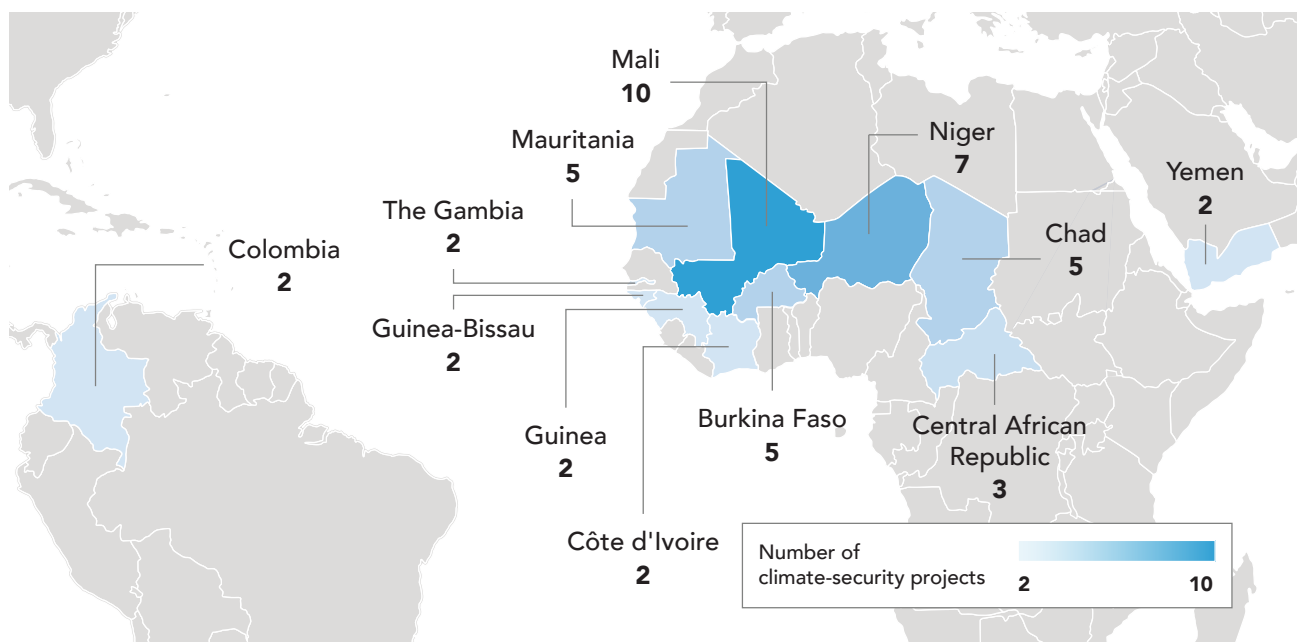 Mali
10
Mauritania
5
Niger
7
Yemen
2
The Gambia
2
Colombia
2
Chad
5
Guinea-Bissau
2
Guinea
2
Burkina Faso
5
Central African
Republic
3
Côte d'Ivoire
2
Number of
climate-security projects
2
10